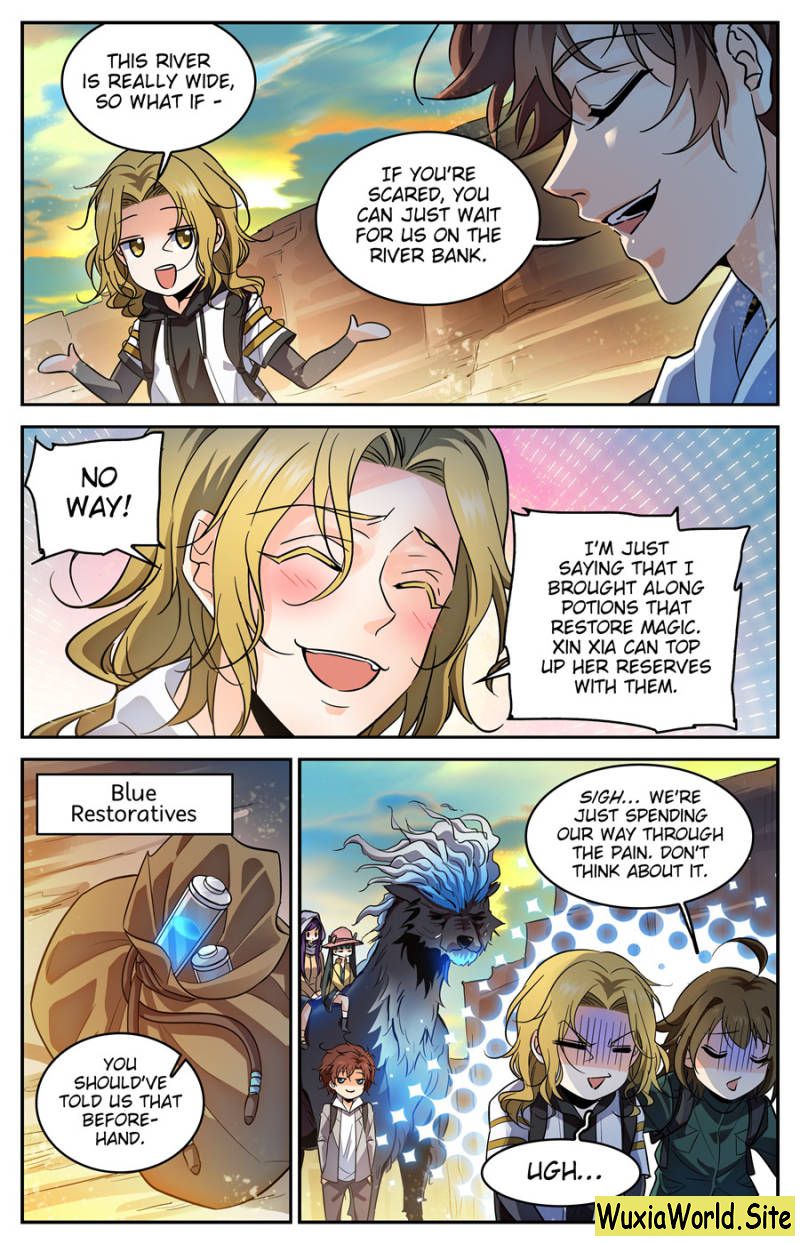 THIS RIVER
IS REALLY WIDE,
SO WHAT IF -
IF YOU'RE
SCARED, YOU
CAN JUST WAIT
FOR US ON THE
RIVER BANK.
NO
WAY!
I'M JUST
SAYING THAT I
BROUGHT ALONG
POTIONS THAT
RESTORE MAGIC.
XIN XIA CAN TOP
UP HER RESERVES
WITH THEM.
Blue
Restoratives
YOU
SHOULD'VE
TOLD US THAT
BEFORE-
HAND.
SIGH... WE'RE
JUST SPENDING
OUR WAY THROUGH
THE PAIN. DON'T
THINK ABOUT IT.
UGH...
WuxiaWorld.Site